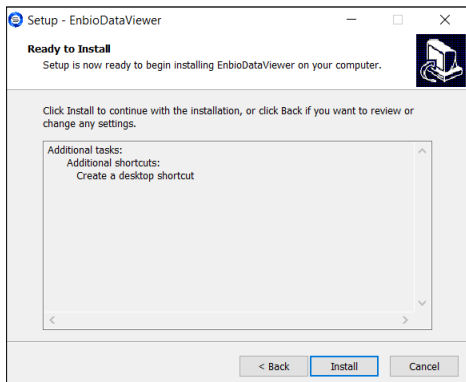 Setup - EnbioDataViewer
Ready to Install
Setup is now ready to begin installing EnbioDataViewer on your computer.
Click Install to continue with the installation, or click Back if you want to review or
change any settings.
Additional tasks:
Additional shortcuts:
Create a desktop shortcut
< Back
Install
Cancel